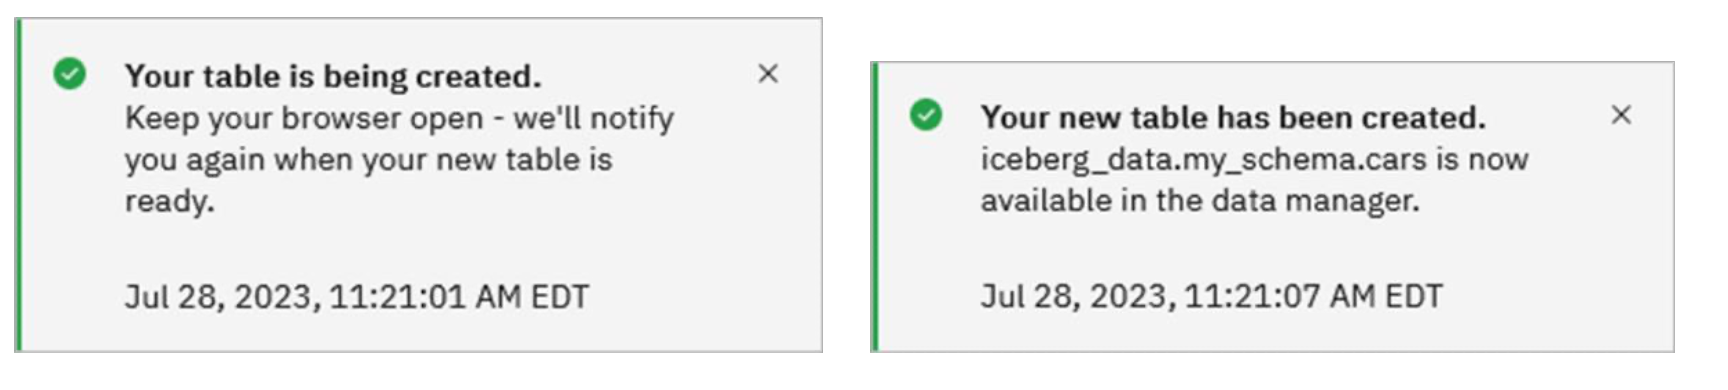 Your table is being created.
Keep your browser open - we'll notify
you again when your new table is
ready.
Jul 28, 2023, 11:21:01 AM EDT
Your new table has been created.
iceberg_data.my_schema.cars is now
available in the data manager.
Jul 28, 2023, 11:21:07 AM EDT